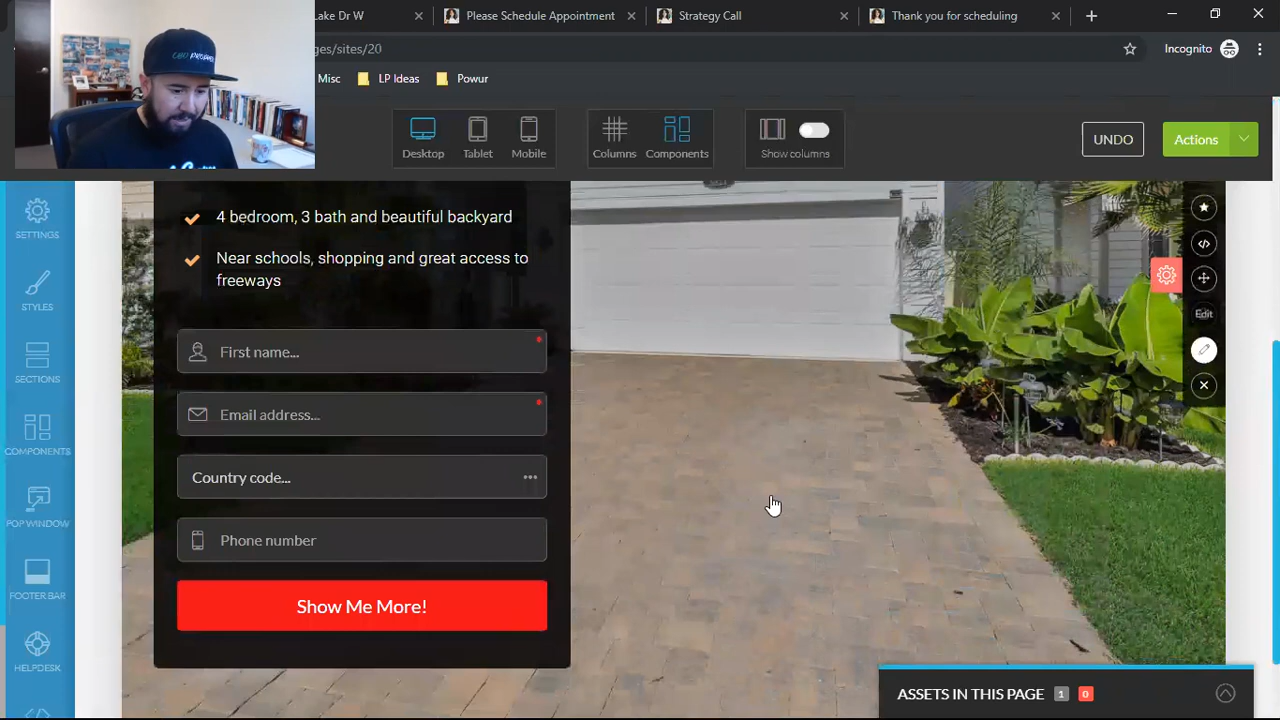 Lake Dr W
Please Schedule Appointment
Strategy Call
Thank you for scheduling
ges/sites/20
Incognito
Misc
LP Ideas
Powur
Desktop
Tablet
Mobile
Columns
Components
Show columns
UNDO
Actions
SETTINGS
STYLES
SECTIONS
COMPONENTS
POP WINDOW
FOOTER BAR
HELPDESK
4 bedroom, 3 bath and beautiful backyard
Near schools, shopping and great access to
freeways
First name...
Email address...
Country code...
Phone number
Show Me More!
Edit
ASSETS IN THIS PAGE 1 0